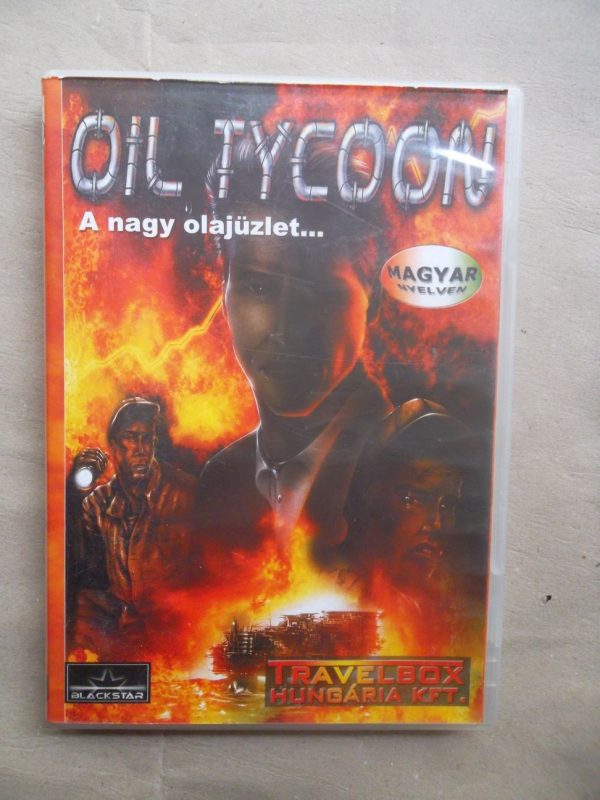 OIL TYCOON
A nagy olajüzlet...
MAGYAR
NYELVEN
BLACKSTAR
TRAVELBOX
HUNGÁRIA KFT.